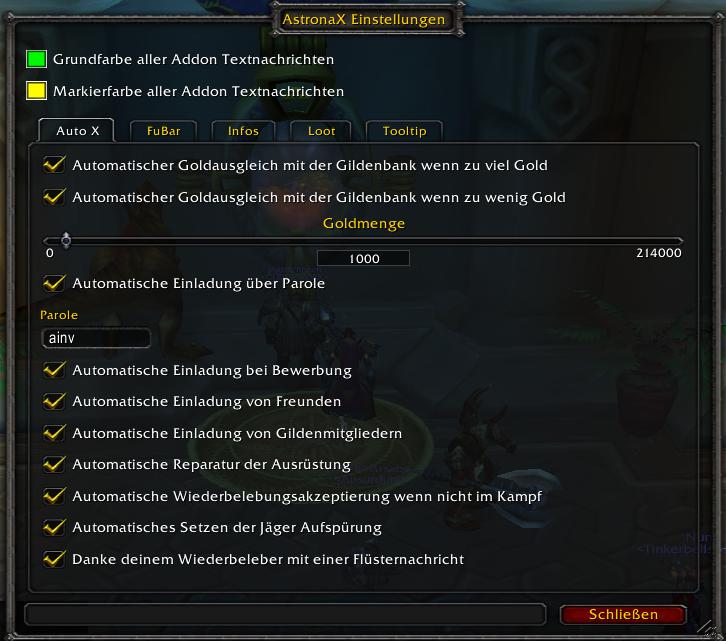 AstronaX Einstellungen
Grundfarbe aller Addon Textnachrichten
Markierfarbe aller Addon Textnachrichten
Auto X FuBar Infos Loot Tooltip
Automatischer Goldausgleich mit der Gildenbank wenn zu viel Gold
Automatischer Goldausgleich mit der Gildenbank wenn zu wenig Gold
Goldmenge
0 1000 214000
Automatische Einladung über Parole
Parole
ainv
Automatische Einladung bei Bewerbung
Automatische Einladung von Freunden
Automatische Einladung von Gildenmitgliedern
Automatische Reparatur der Ausrüstung
Automatische Wiederbelebungsakzeptierung wenn nicht im Kampf
Automatisches Setzen der Jäger Aufspürung
Danke deinem Wiederbeleber mit einer Flüsternachricht
Schließen